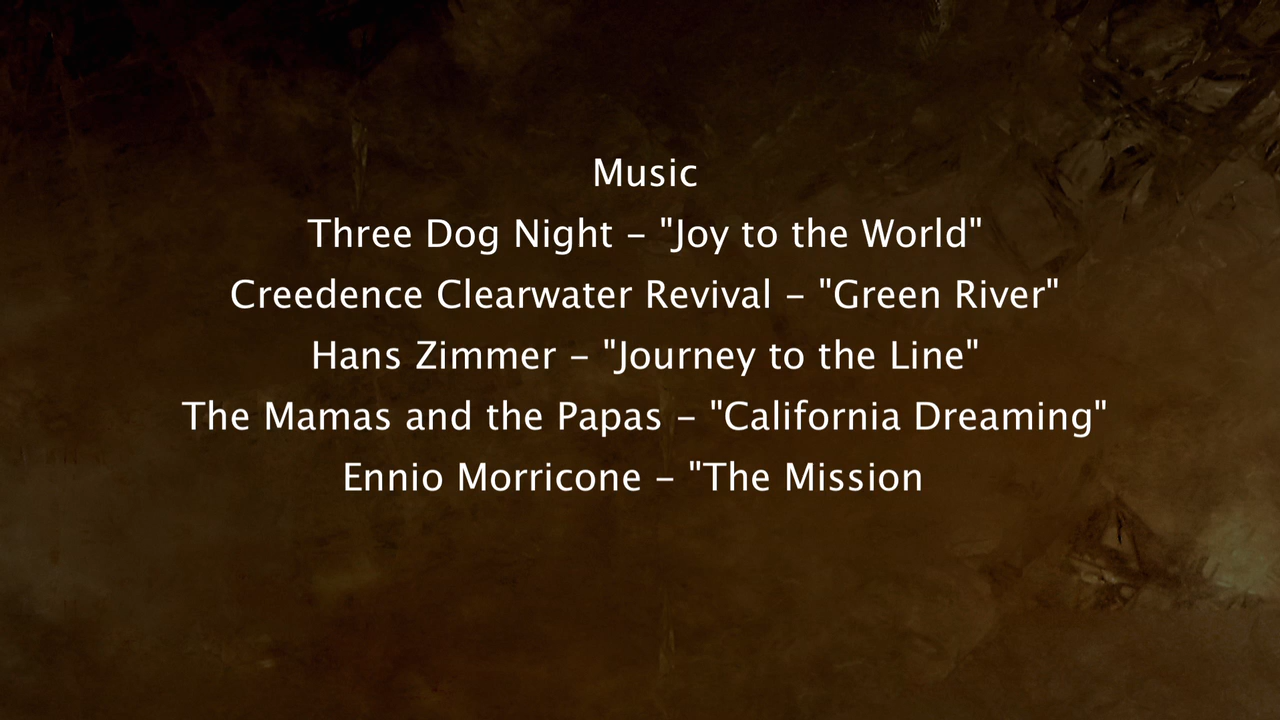 Music
Three Dog Night – "Joy to the World"
Creedence Clearwater Revival – "Green River"
Hans Zimmer – "Journey to the Line"
The Mamas and the Papas – "California Dreaming"
Ennio Morricone – "The Mission